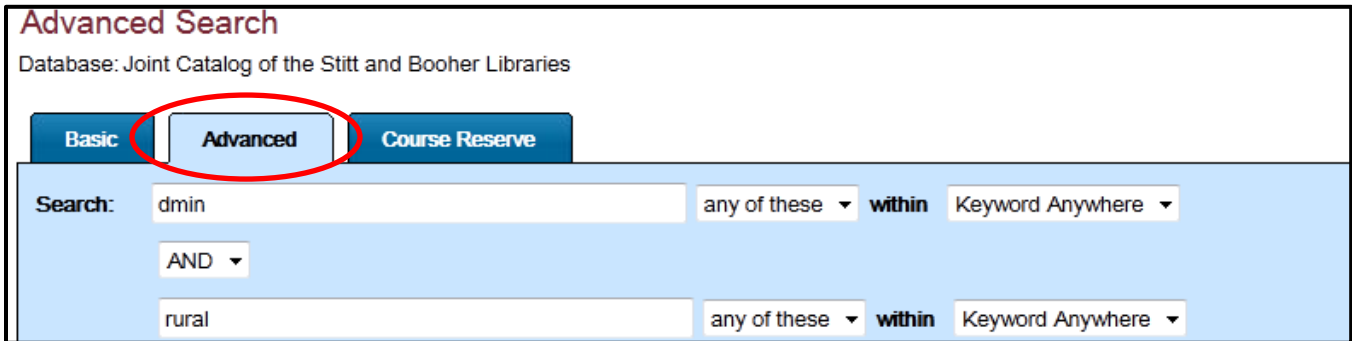 Advanced Search
Database: Joint Catalog of the Stitt and Booher Libraries
Basic Advanced Course Reserve
Search: dmin any of these within Keyword Anywhere
AND
rural any of these within Keyword Anywhere